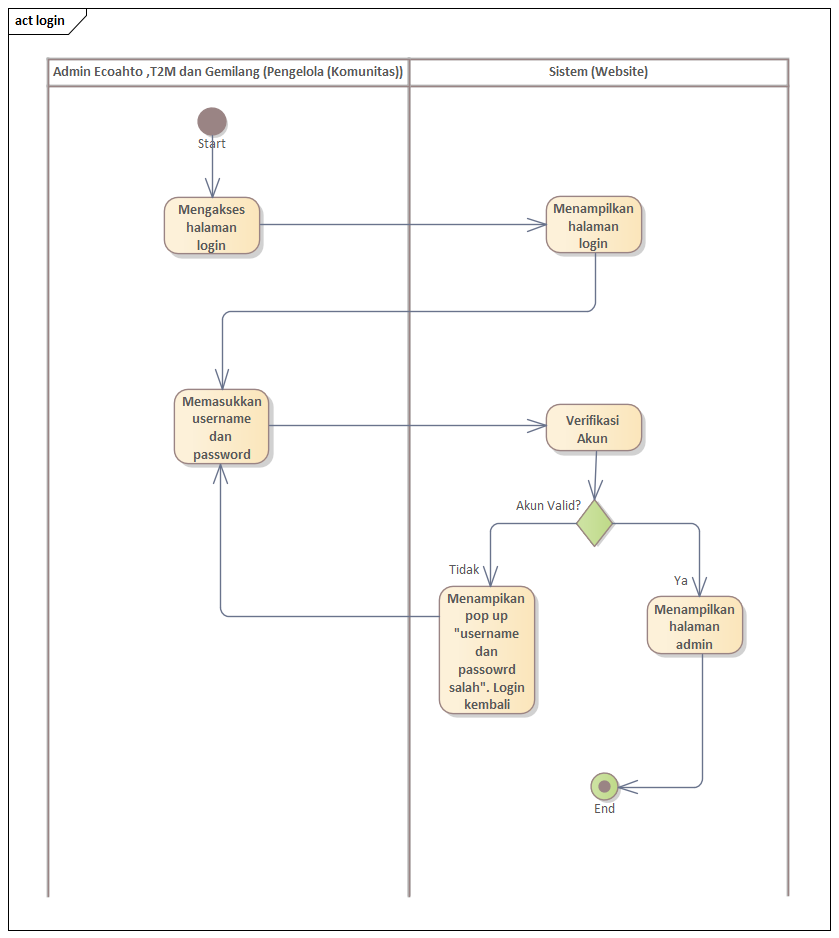 act login
Admin Ecoahto ,T2M dan Gemilang (Pengelola (Komunitas))
Sistem (Website)
Start
Mengakses
halaman
login
Menampilkan
halaman
login
Memasukkan
username
dan
password
Verifikasi
Akun
Akun Valid?
Tidak
Ya
Menampikan
pop up
"username
dan
passowrd
salah". Login
kembali
Menampilkan
halaman
admin
End